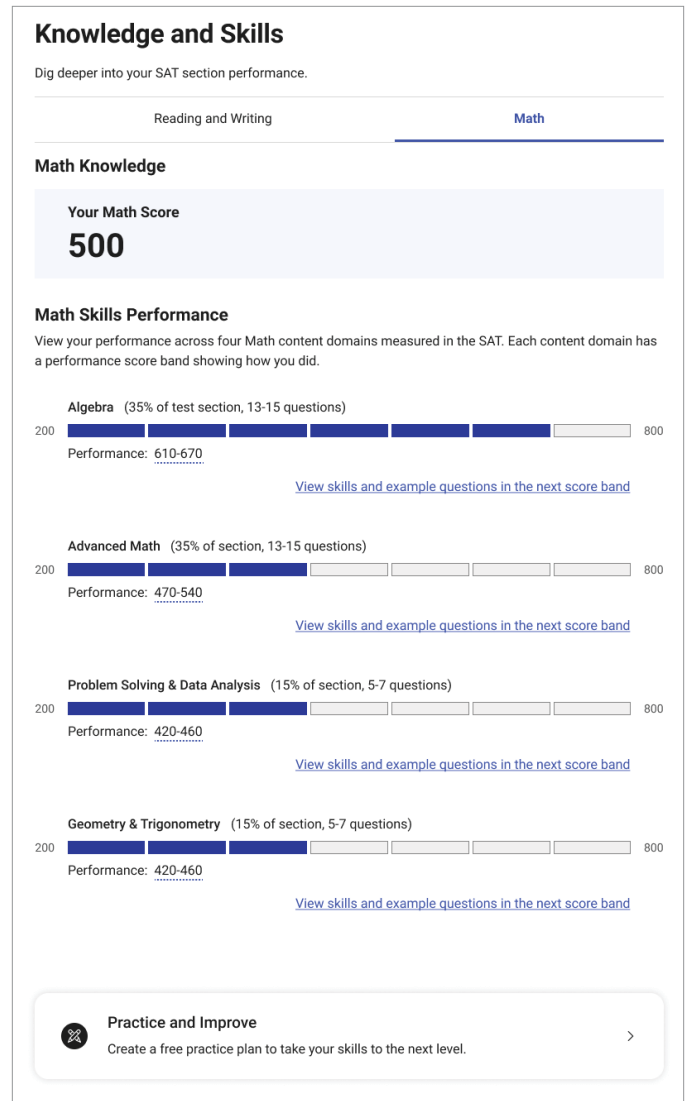 Knowledge and Skills
Dig deeper into your SAT section performance.
Reading and Writing
Math
Math Knowledge
Your Math Score
500
Math Skills Performance
View your performance across four Math content domains measured in the SAT. Each content domain has
a performance score band showing how you did.
Algebra (35% of test section, 13-15 questions)
200 800
Performance: 610-670
View skills and example questions in the next score band
Advanced Math (35% of section, 13-15 questions)
200 800
Performance: 470-540
View skills and example questions in the next score band
Problem Solving & Data Analysis (15% of section, 5-7 questions)
200 800
Performance: 420-460
View skills and example questions in the next score band
Geometry & Trigonometry (15% of section, 5-7 questions)
200 800
Performance: 420-460
View skills and example questions in the next score band
Practice and Improve
Create a free practice plan to take your skills to the next level.